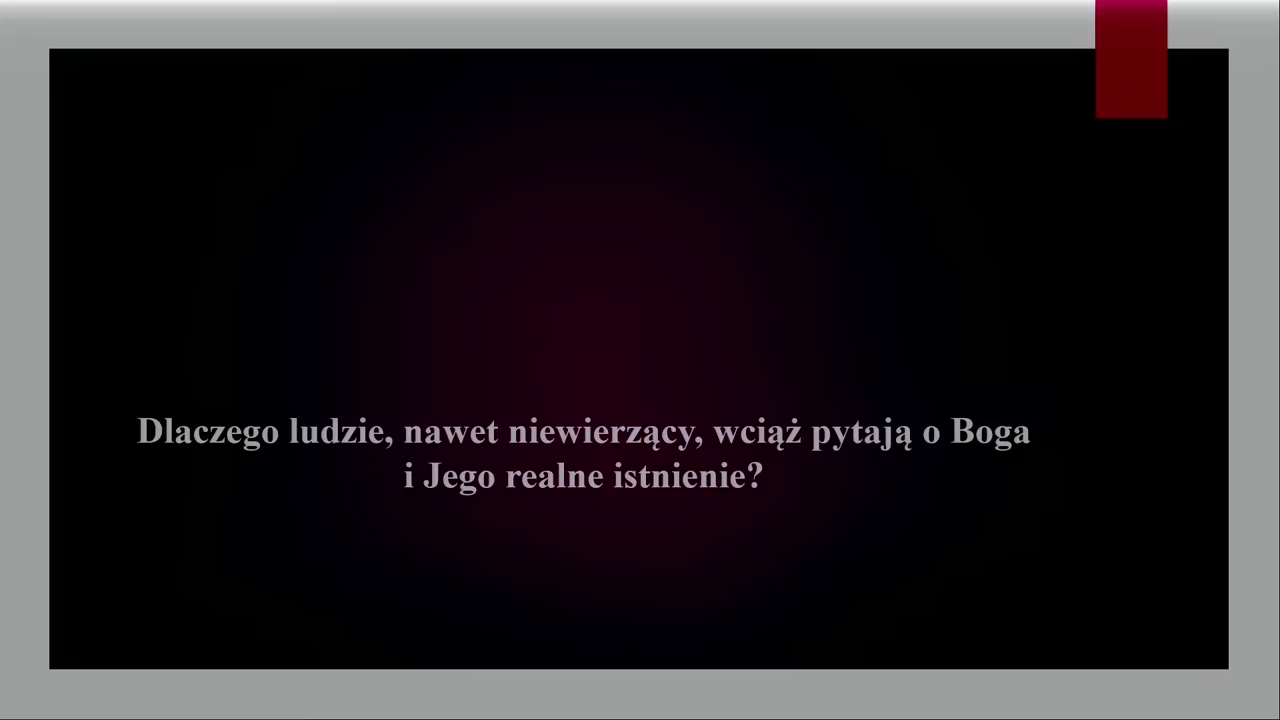 Dlaczego ludzie, nawet niewierzący, wciąż pytają o Boga
i Jego realne istnienie?